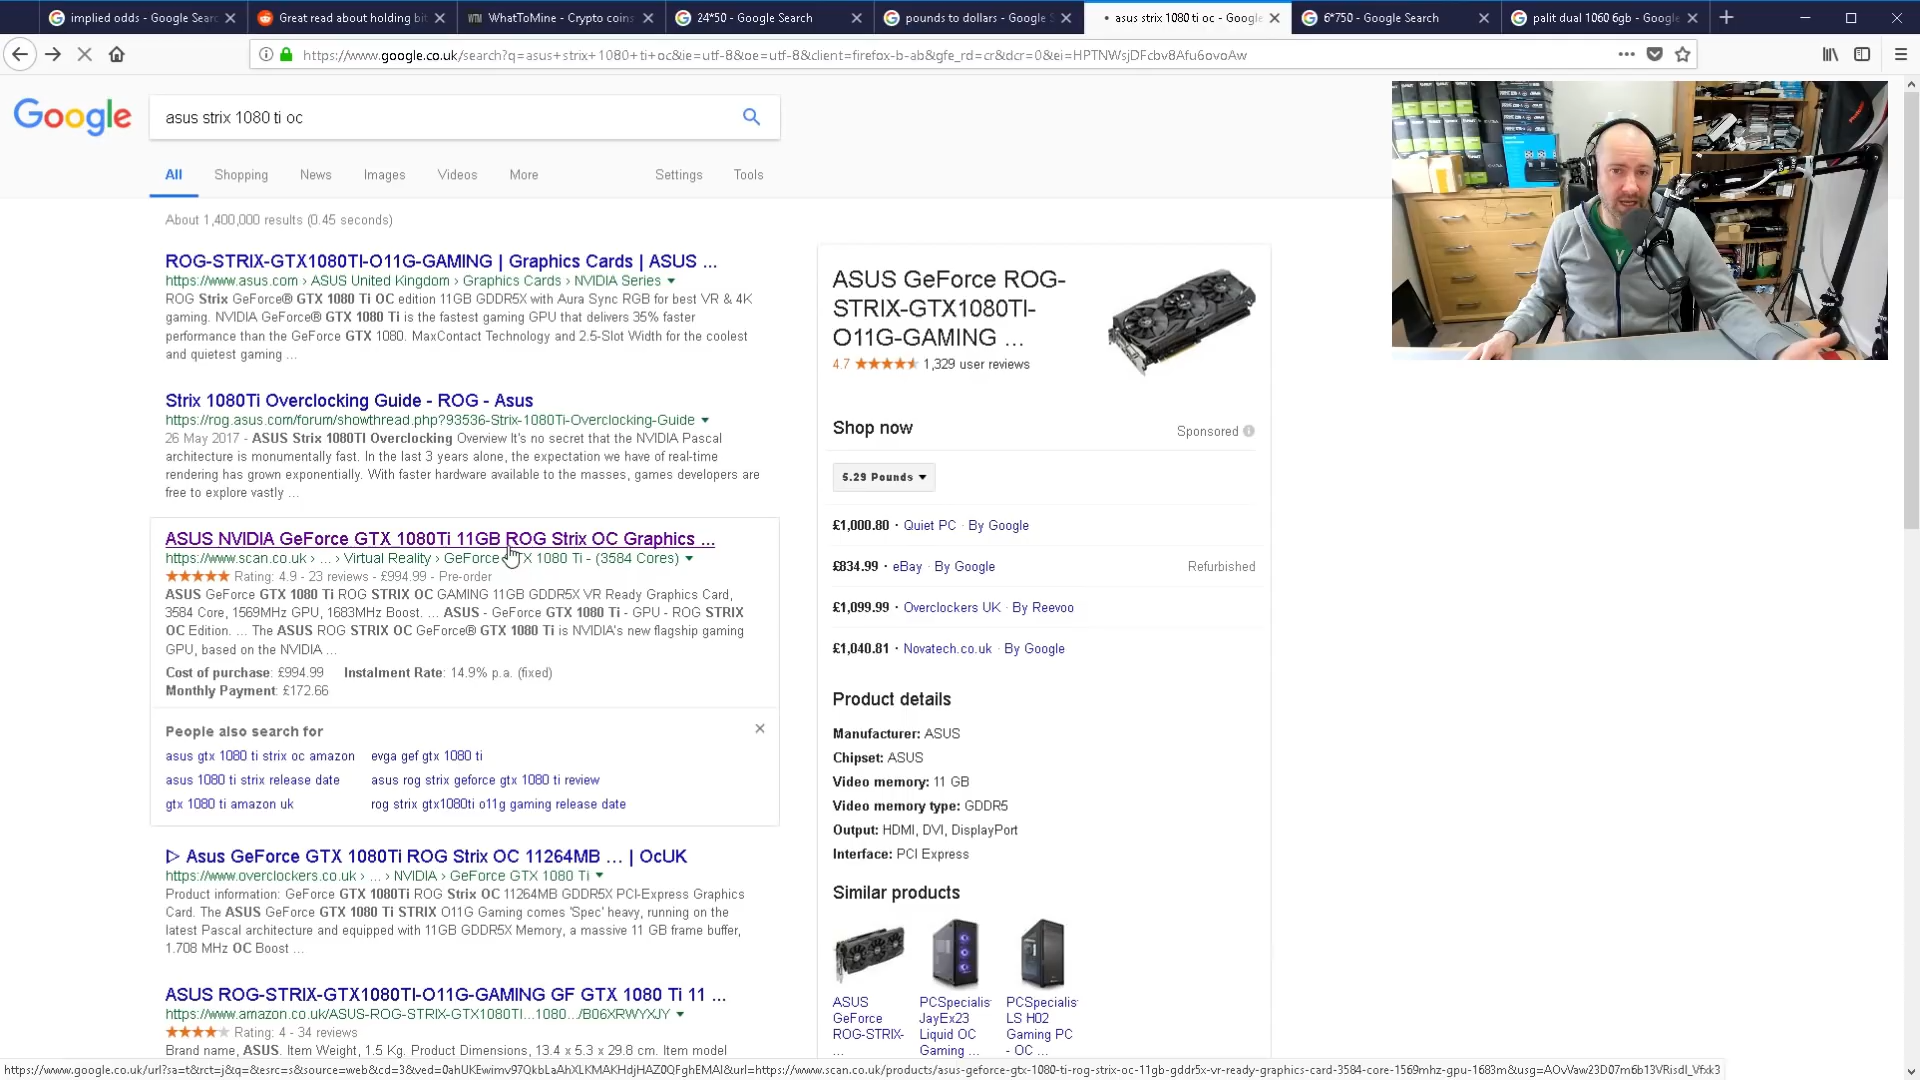 implied odds - Google Searc
Great read about holding bit
WhatToMine - Crypto coins
24*50 - Google Search
pounds to dollars - Google S
asus strix 1080 ti oc - Google
6*750 - Google Search
palit dual 1060 6gb - Google
https://www.google.co.uk/search?q=asus+strix+1080+ti+oc&ie=utf-8&oe=utf-8&client=firefox-b-ab&gfe_rd=cr&dcr=0&ei=HPTNWsjDFcbv8Afu6ovoAw
Google
asus strix 1080 ti oc
All Shopping News Images Videos More Settings Tools
About 1,400,000 results (0.45 seconds)
ROG-STRIX-GTX1080TI-O11G-GAMING | Graphics Cards | ASUS ...
https://www.asus.com › ASUS United Kingdom › Graphics Cards › NVIDIA Series
ROG Strix GeForce® GTX 1080 Ti OC edition 11GB GDDR5X with Aura Sync RGB for best VR & 4K
gaming. NVIDIA GeForce® GTX 1080 Ti is the fastest gaming GPU that delivers 35% faster
performance than the GeForce GTX 1080. MaxContact Technology and 2.5-Slot Width for the coolest
and quietest gaming ...
Strix 1080Ti Overclocking Guide - ROG - Asus
https://rog.asus.com/forum/showthread.php?93536-Strix-1080Ti-Overclocking-Guide
26 May 2017 - ASUS Strix 1080TI Overclocking Overview It's no secret that the NVIDIA Pascal
architecture is monumentally fast. In the last 3 years alone, the expectation we have of real-time
rendering has grown exponentially. With faster hardware available to the masses, games developers are
free to explore vastly ...
ASUS NVIDIA GeForce GTX 1080Ti 11GB ROG Strix OC Graphics ...
https://www.scan.co.uk › ... › Virtual Reality › GeForce GTX 1080 Ti - (3584 Cores)
Rating: 4.9 - 23 reviews - £994.99 - Pre-order
ASUS GeForce GTX 1080 Ti ROG STRIX OC GAMING 11GB GDDR5X VR Ready Graphics Card,
3584 Core, 1569MHz GPU, 1683MHz Boost. ... ASUS - GeForce GTX 1080 Ti - GPU - ROG STRIX
OC Edition. ... The ASUS ROG STRIX OC GeForce® GTX 1080 Ti is NVIDIA's new flagship gaming
GPU, based on the NVIDIA ...
Cost of purchase: £994.99 Instalment Rate: 14.9% p.a. (fixed)
Monthly Payment: £172.66
People also search for
asus gtx 1080 ti strix oc amazon evga gef gtx 1080 ti
asus 1080 ti strix release date asus rog strix geforce gtx 1080 ti review
gtx 1080 ti amazon uk rog strix gtx1080ti o11g gaming release date
Asus GeForce GTX 1080Ti ROG Strix OC 11264MB ... | OcUK
https://www.overclockers.co.uk › ... › NVIDIA › GeForce GTX 1080 Ti
Product information: GeForce GTX 1080Ti ROG Strix OC 11264MB GDDR5X PCI-Express Graphics
Card. The ASUS GeForce GTX 1080 Ti STRIX O11G Gaming comes 'Spec' heavy, running on the
latest Pascal architecture and equipped with 11GB GDDR5X Memory, a massive 11 GB frame buffer,
1.708 MHz OC Boost ...
ASUS ROG-STRIX-GTX1080TI-O11G-GAMING GF GTX 1080 Ti 11 ...
https://www.amazon.co.uk/ASUS-ROG-STRIX-GTX1080TI...1080.../B06XRWYXJY
Rating: 4 - 34 reviews
Brand name, ASUS. Item Weight, 1.5 Kg. Product Dimensions, 13.4 x 5.3 x 29.8 cm. Item model
ASUS GeForce ROG-
STRIX-GTX1080TI-
O11G-GAMING ...
4.7 1,329 user reviews
Shop now Sponsored
5.29 Pounds
£1,000.80 · Quiet PC · By Google
£834.99 · eBay · By Google Refurbished
£1,099.99 · Overclockers UK · By Reevoo
£1,040.81 · Novatech.co.uk · By Google
Product details
Manufacturer: ASUS
Chipset: ASUS
Video memory: 11 GB
Video memory type: GDDR5
Output: HDMI, DVI, DisplayPort
Interface: PCI Express
Similar products
ASUS
GeForce
ROG-STRIX-
...
PCSpecialis
JayEx23
Liquid OC
Gaming ...
PCSpecialis
LS H02
Gaming PC
- OC ...
https://www.google.co.uk/url?sa=t&rct=j&q=&esrc=s&source=web&cd=3&ved=0ahUKEwimv97QkbLaAhXLKMAKHdjHAZ0QFghEMAI&url=https://www.scan.co.uk/products/asus-geforce-gtx-1080-ti-rog-strix-oc-11gb-gddr5x-vr-ready-graphics-card-3584-core-1569mhz-gpu-1683m&usg=AOvVaw23D07m6b13VRisdI_Vfxk3